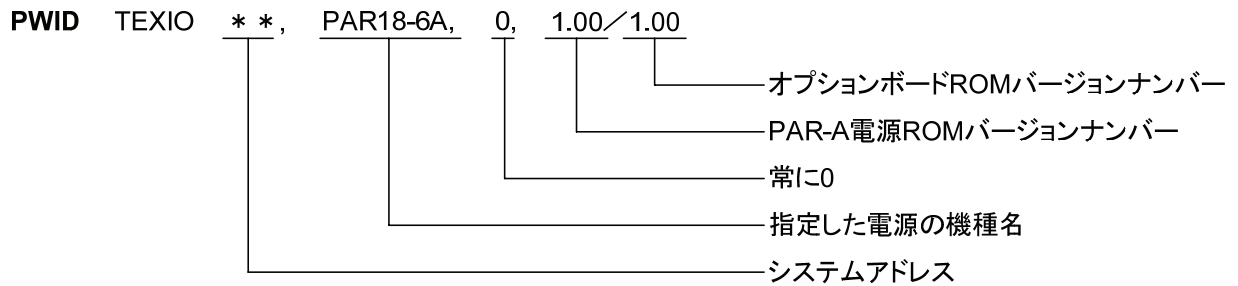 PWID TEXIO ＊＊, PAR18-6A, 0, 1.00／1.00
オプションボードROMバージョンナンバー
PAR-A電源ROMバージョンナンバー
常に0
指定した電源の機種名
システムアドレス